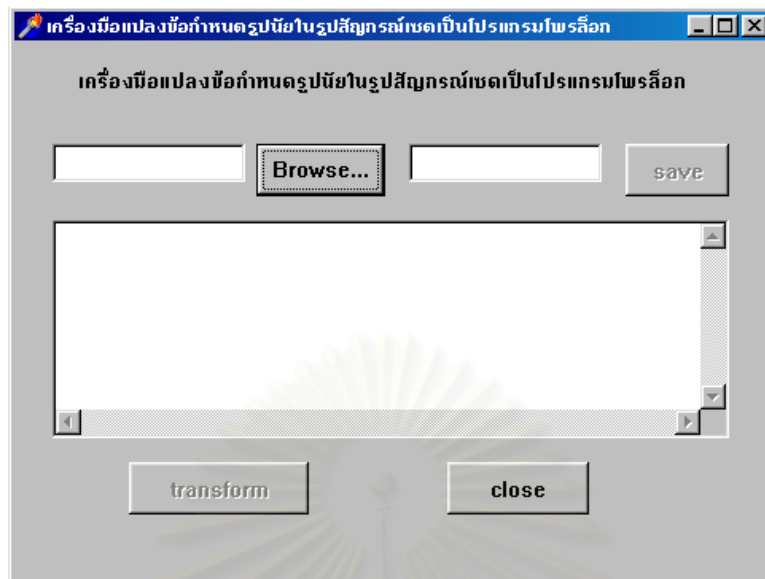 เครื่องมือแปลงข้อกำหนดรูปนัยในรูปสัญกรณ์เซตเป็นโปรแกรมโพรล็อก
เครื่องมือแปลงข้อกำหนดรูปนัยในรูปสัญกรณ์เซตเป็นโปรแกรมโพรล็อก
Browse... save
transform close